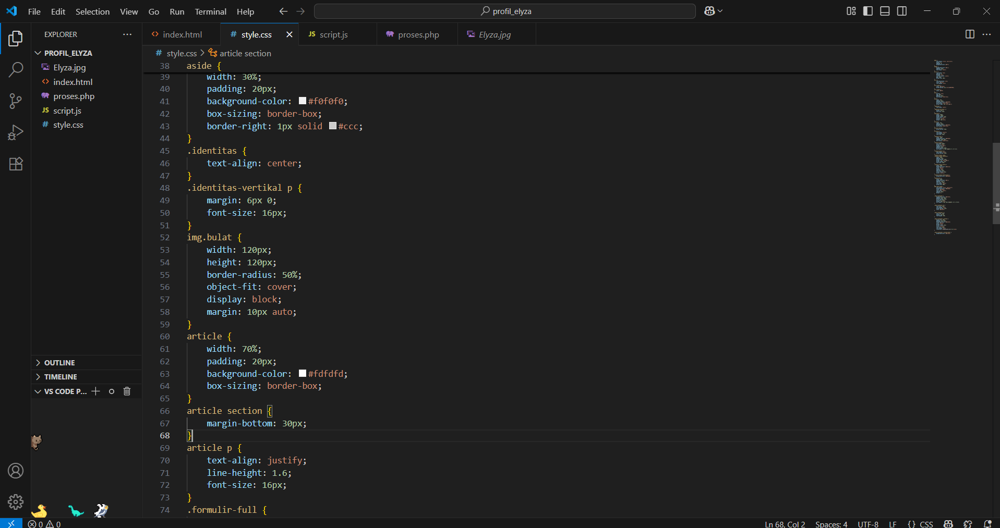 File Edit Selection View Go Run Terminal Help
profil_elyza
EXPLORER
PROFIL_ELYZA
Elyza.jpg
index.html
proses.php
JS script.js
# style.css
OUTLINE
TIMELINE
VS CODE P...
index.html # style.css JS script.js proses.php Elyza.jpg
# style.css > article section
38 aside {
39 width: 30%;
40 padding: 20px;
41 background-color: #f0f0f0;
42 box-sizing: border-box;
43 border-right: 1px solid #ccc;
44 }
45 .identitas {
46 text-align: center;
47 }
48 .identitas-vertikal p {
49 margin: 6px 0;
50 font-size: 16px;
51 }
52 img.bulat {
53 width: 120px;
54 height: 120px;
55 border-radius: 50%;
56 object-fit: cover;
57 display: block;
58 margin: 10px auto;
59 }
60 article {
61 width: 70%;
62 padding: 20px;
63 background-color: #fdfdfd;
64 box-sizing: border-box;
65 }
66 article section {
67 margin-bottom: 30px;
68 }
69 article p {
70 text-align: justify;
71 line-height: 1.6;
72 font-size: 16px;
73 }
74 .formulir-full {
0 0 Ln 68, Col 2 Spaces: 4 UTF-8 LF {} CSS